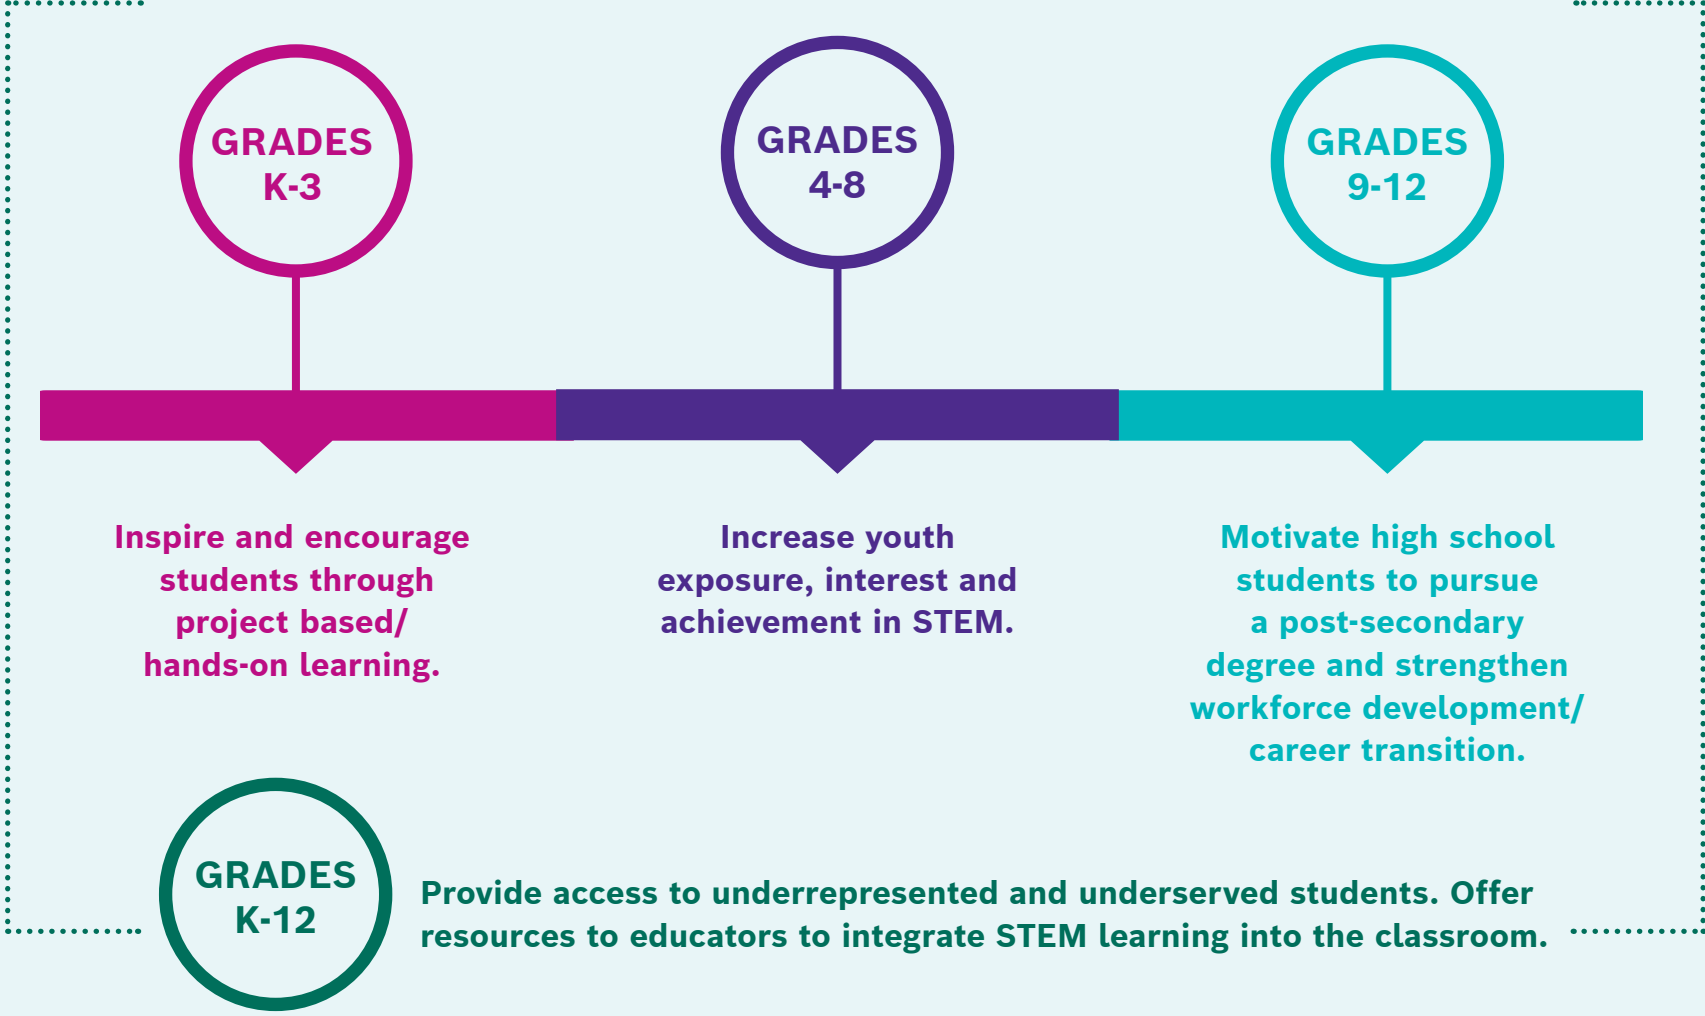 GRADES
K-3
GRADES
4-8
GRADES
9-12
Inspire and encourage
students through
project based/
hands-on learning.
Increase youth
exposure, interest and
achievement in STEM.
Motivate high school
students to pursue
a post-secondary
degree and strengthen
workforce development/
career transition.
GRADES
K-12
Provide access to underrepresented and underserved students. Offer
resources to educators to integrate STEM learning into the classroom.